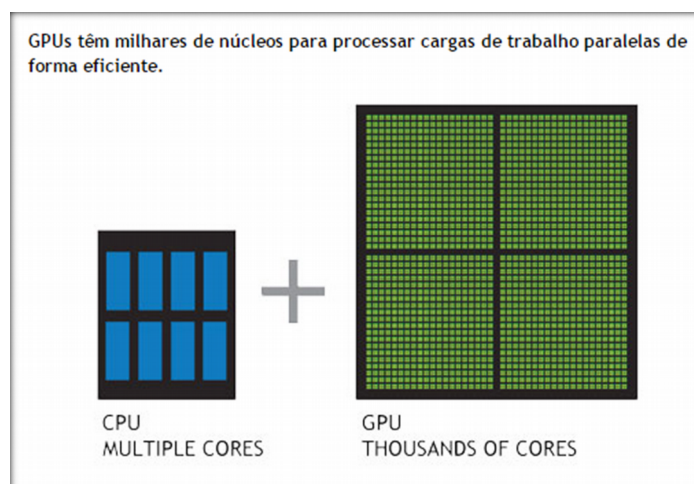 GPUs têm milhares de núcleos para processar cargas de trabalho paralelas de
forma eficiente.
CPU
MULTIPLE CORES
GPU
THOUSANDS OF CORES